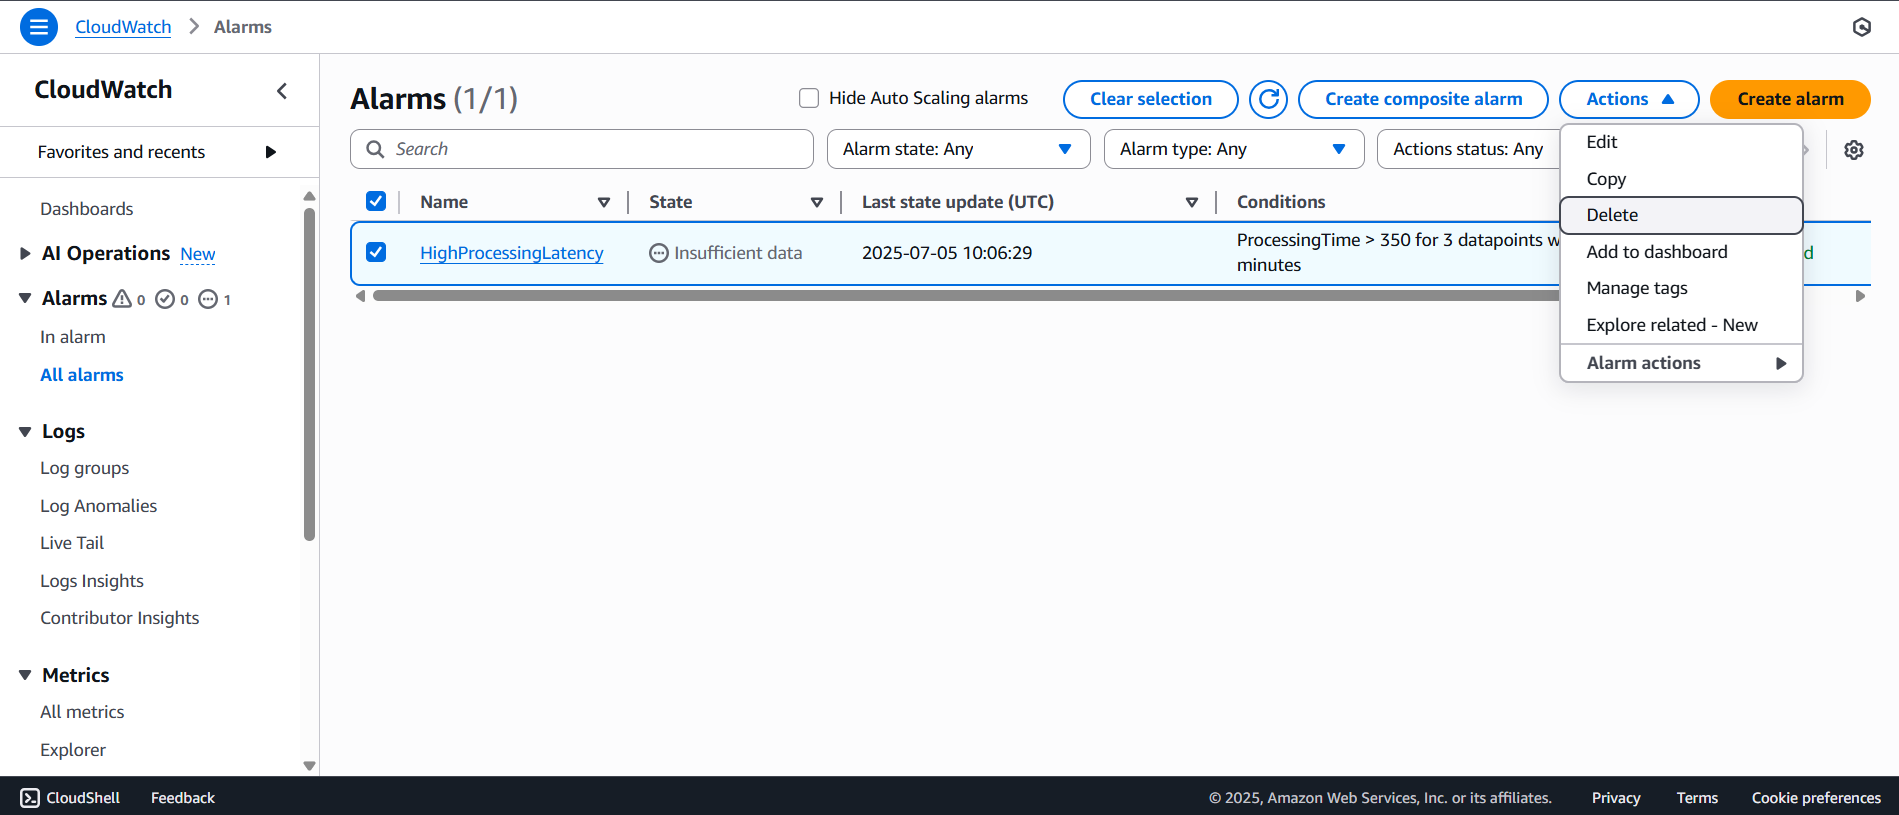 CloudWatch > Alarms
CloudWatch
Favorites and recents
Dashboards
AI Operations New
Alarms 0 0 1
In alarm
All alarms
Logs
Log groups
Log Anomalies
Live Tail
Logs Insights
Contributor Insights
Metrics
All metrics
Explorer
Alarms (1/1)
Hide Auto Scaling alarms
Clear selection
Create composite alarm
Actions
Create alarm
Search
Alarm state: Any
Alarm type: Any
Actions status: Any
Name
State
Last state update (UTC)
Conditions
HighProcessingLatency
Insufficient data
2025-07-05 10:06:29
ProcessingTime > 350 for 3 datapoints w
minutes
d
Edit
Copy
Delete
Add to dashboard
Manage tags
Explore related - New
Alarm actions
CloudShell
Feedback
© 2025, Amazon Web Services, Inc. or its affiliates.
Privacy
Terms
Cookie preferences